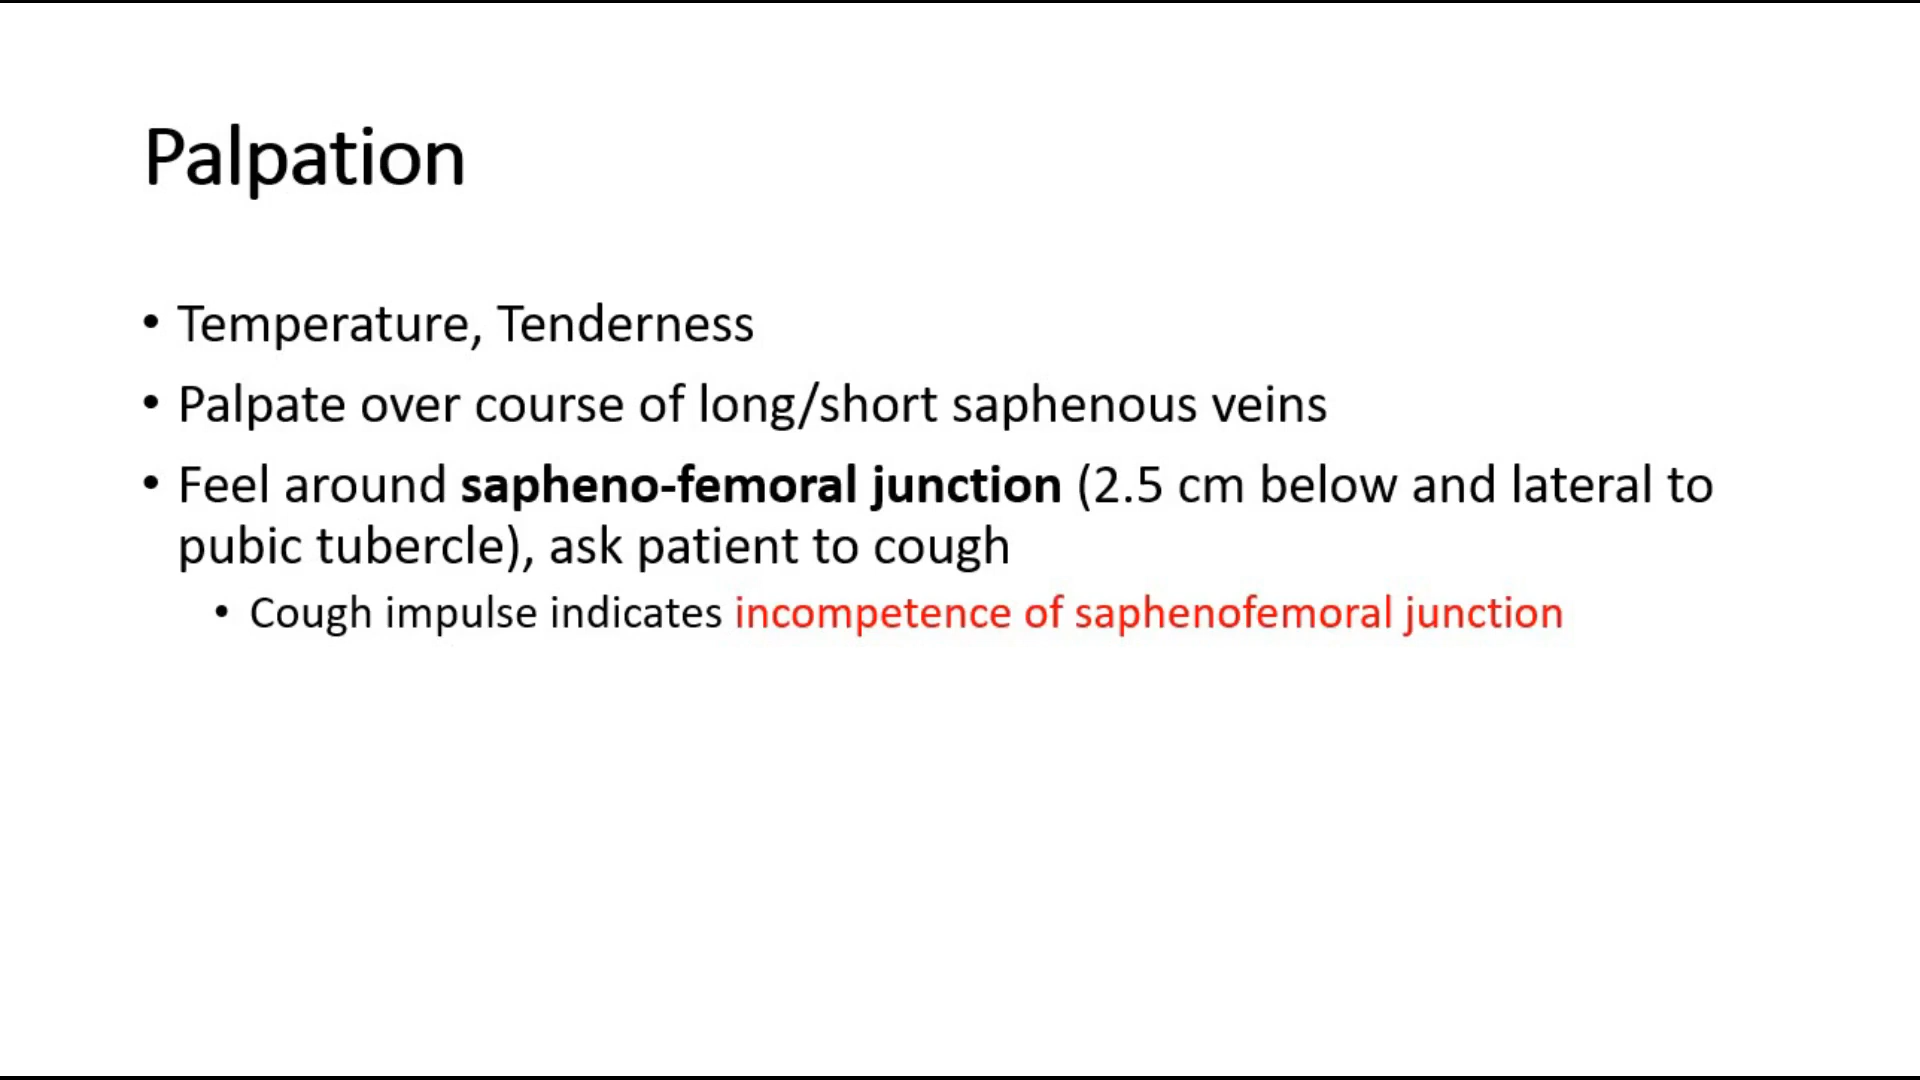 Palpation
• Temperature, Tenderness
• Palpate over course of long/short saphenous veins
• Feel around sapheno-femoral junction (2.5 cm below and lateral to
pubic tubercle), ask patient to cough
• Cough impulse indicates incompetence of saphenofemoral junction